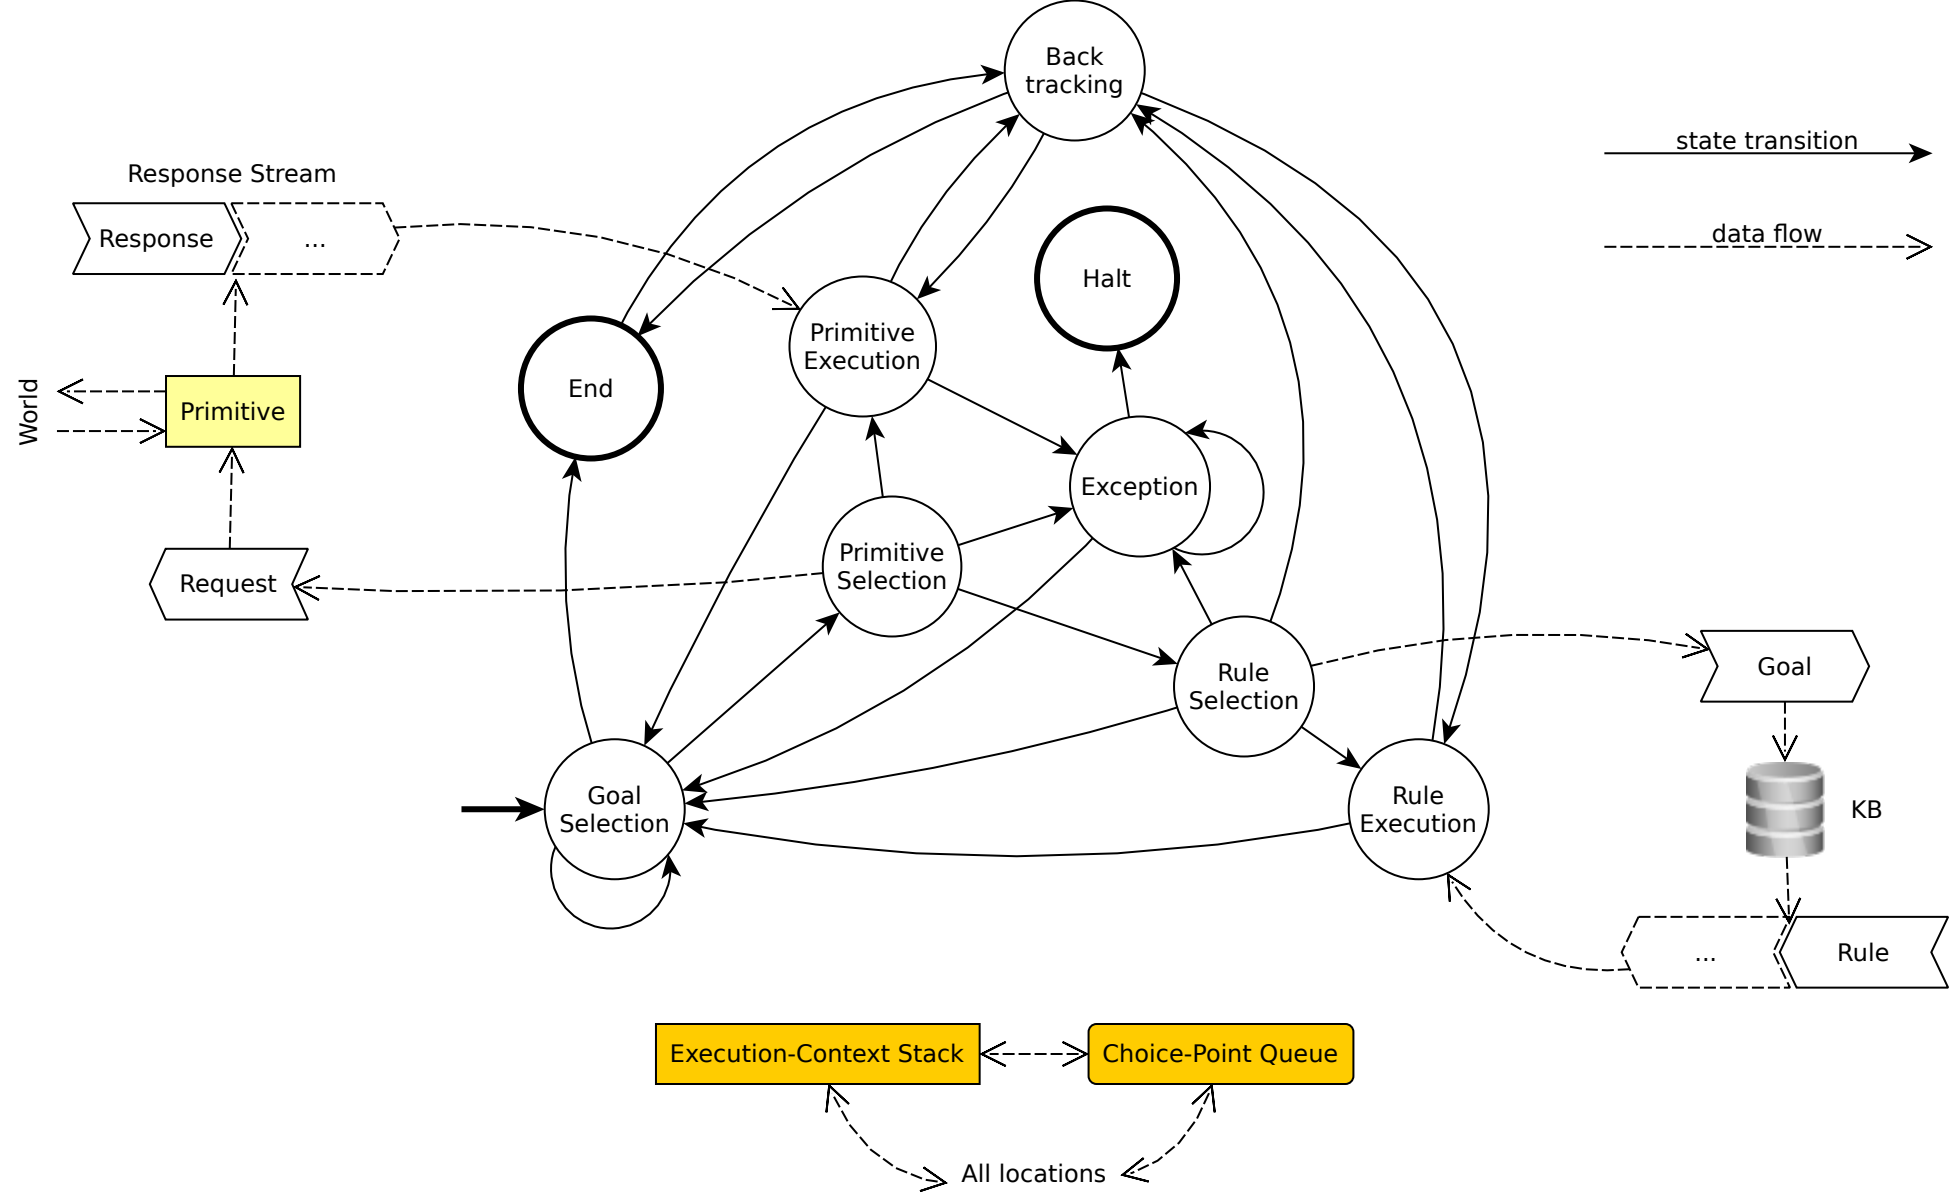 Back
tracking
state transition
Response Stream
data flow
Response
...
Halt
Primitive
Execution
End
World
Primitive
Exception
Primitive
Selection
Request
Rule
Selection
Goal
Goal
Selection
Rule
Execution
KB
...
Rule
Execution-Context Stack
Choice-Point Queue
All locations